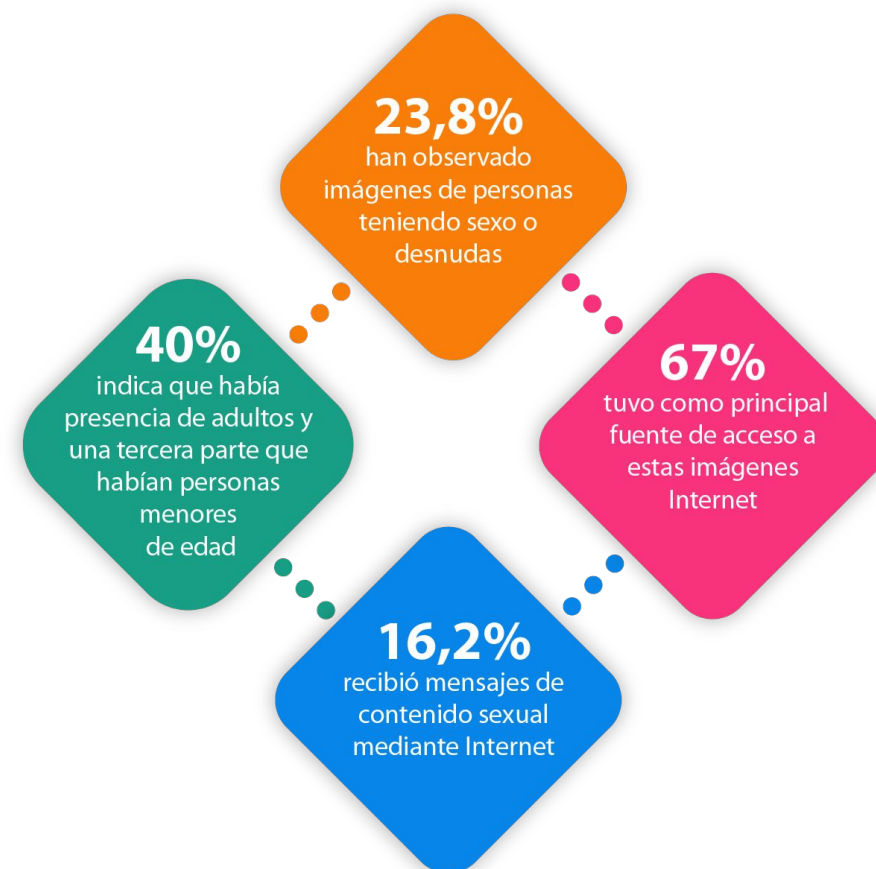 23,8%
han observado
imágenes de personas
teniendo sexo o
desnudas
40%
indica que había
presencia de adultos y
una tercera parte que
habían personas
menores
de edad
67%
tuvo como principal
fuente de acceso a
estas imágenes
Internet
16,2%
recibió mensajes de
contenido sexual
mediante Internet